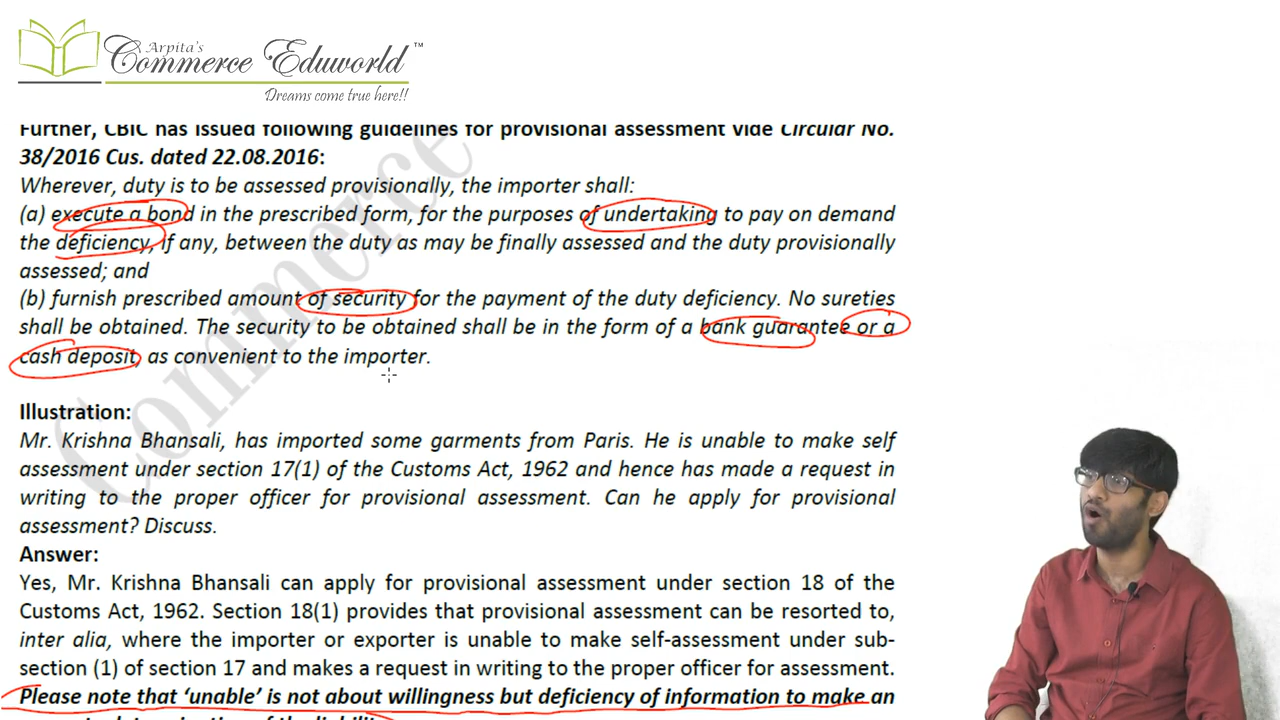 Arpita's
Commerce Eduworld™
Dreams come true here!!
Further, CBIC has issued following guidelines for provisional assessment vide Circular No.
38/2016 Cus. dated 22.08.2016:
Wherever, duty is to be assessed provisionally, the importer shall:
(a) execute a bond in the prescribed form, for the purposes of undertaking to pay on demand
the deficiency, if any, between the duty as may be finally assessed and the duty provisionally
assessed; and
(b) furnish prescribed amount of security for the payment of the duty deficiency. No sureties
shall be obtained. The security to be obtained shall be in the form of a bank guarantee or a
cash deposit, as convenient to the importer.
Commerce
Illustration:
Mr. Krishna Bhansali, has imported some garments from Paris. He is unable to make self
assessment under section 17(1) of the Customs Act, 1962 and hence has made a request in
writing to the proper officer for provisional assessment. Can he apply for provisional
assessment? Discuss.
Answer:
Yes, Mr. Krishna Bhansali can apply for provisional assessment under section 18 of the
Customs Act, 1962. Section 18(1) provides that provisional assessment can be resorted to,
inter alia, where the importer or exporter is unable to make self-assessment under sub-
section (1) of section 17 and makes a request in writing to the proper officer for assessment.
Please note that 'unable' is not about willingness but deficiency of information to make an